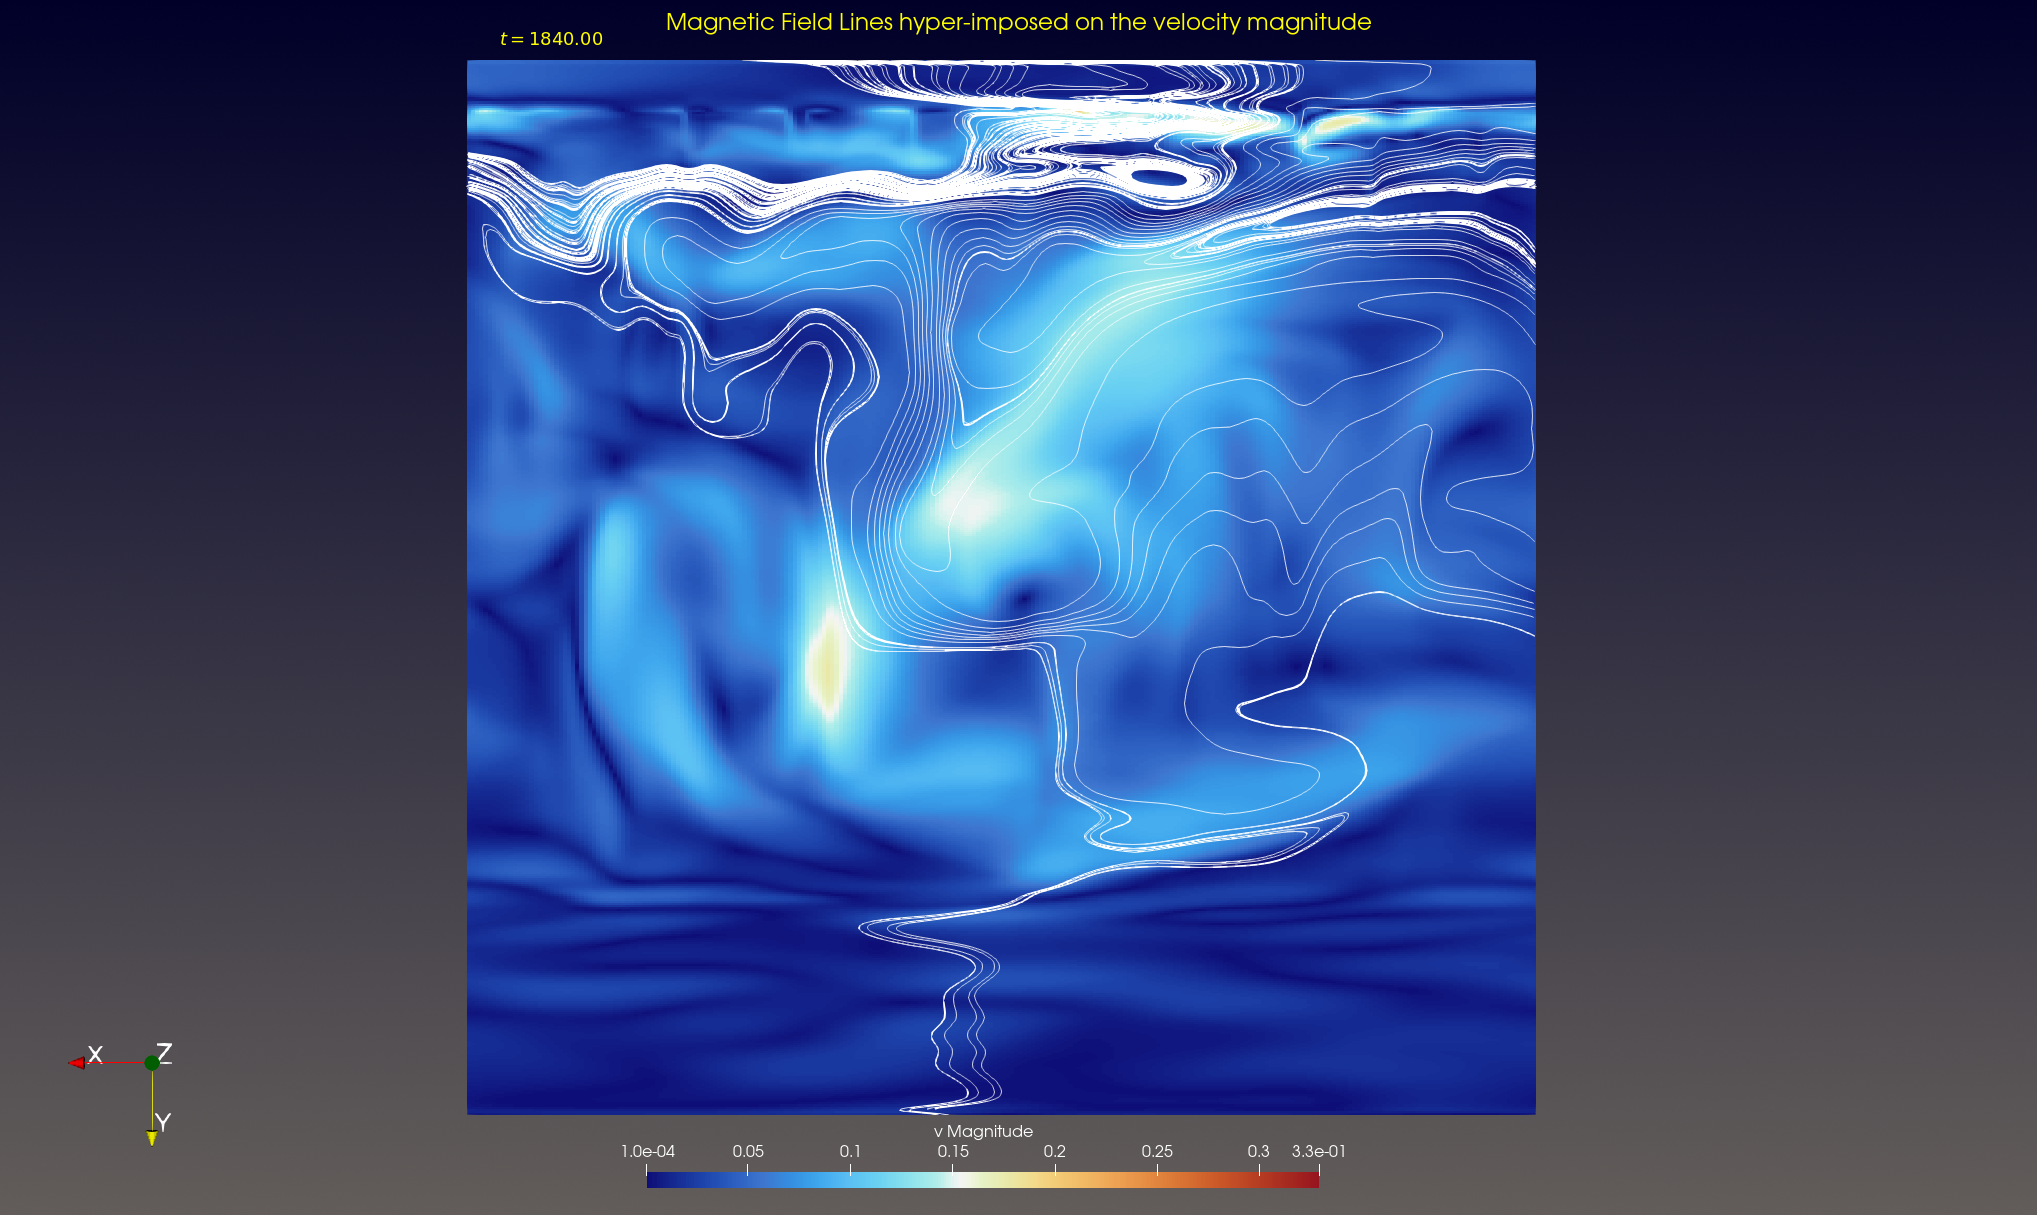 Magnetic Field Lines hyper-imposed on the velocity magnitude
t = 1840.00
X
Z
Y
v Magnitude
1.0e-04 0.05 0.1 0.15 0.2 0.25 0.3 3.3e-01